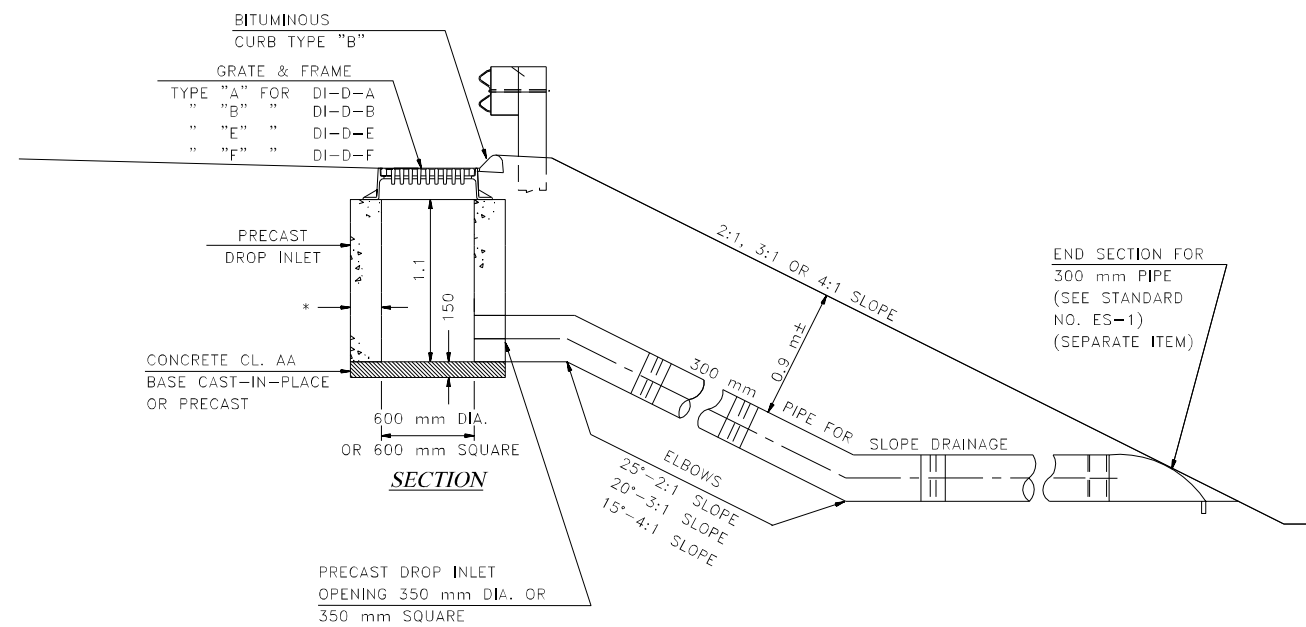 BITUMINOUS
CURB TYPE "B"
GRATE & FRAME
TYPE "A" FOR DI-D-A
" "B" " DI-D-B
" "E" " DI-D-E
" "F" " DI-D-F
PRECAST
DROP INLET
*
1.1
150
CONCRETE CL. AA
BASE CAST-IN-PLACE
OR PRECAST
600 mm DIA.
OR 600 mm SQUARE
SECTION
2:1, 3:1 OR 4:1 SLOPE
0.9 m±
END SECTION FOR
300 mm PIPE
(SEE STANDARD
NO. ES-1)
(SEPARATE ITEM)
300 mm PIPE FOR SLOPE DRAINAGE
ELBOWS
25°-2:1 SLOPE
20°-3:1 SLOPE
15°-4:1 SLOPE
PRECAST DROP INLET
OPENING 350 mm DIA. OR
350 mm SQUARE